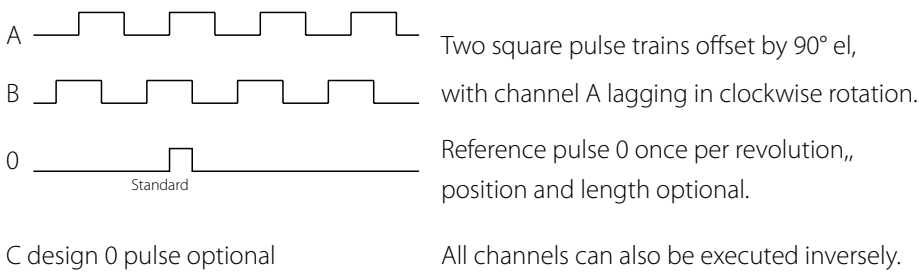 A
Two square pulse trains offset by 90° el,
B
with channel A lagging in clockwise rotation.
0
Reference pulse 0 once per revolution,,
Standard
position and length optional.
C design 0 pulse optional
All channels can also be executed inversely.